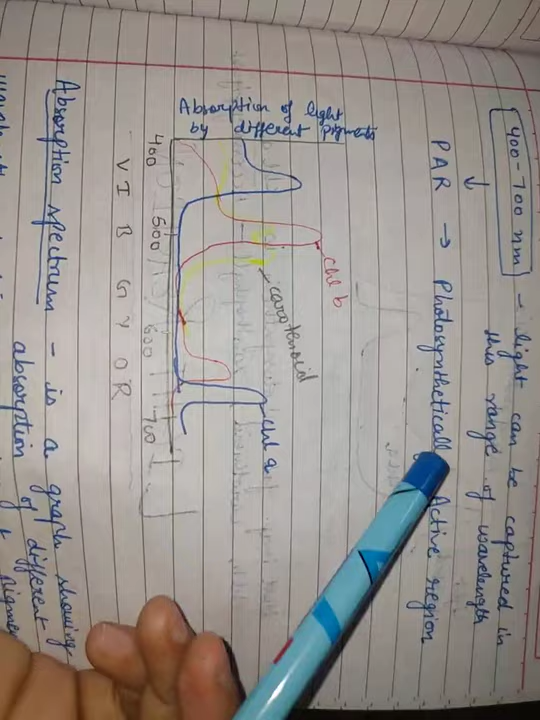 400-700 nm - light can be captured in
this range of wavelength
↓
PAR → Photosynthetically Active region
Absorption of light
by different pigments
chl b
carotenoid
chl a
400 500 600 700
V I B G Y O R
Absorption spectrum - is a graph showing
absorption of different